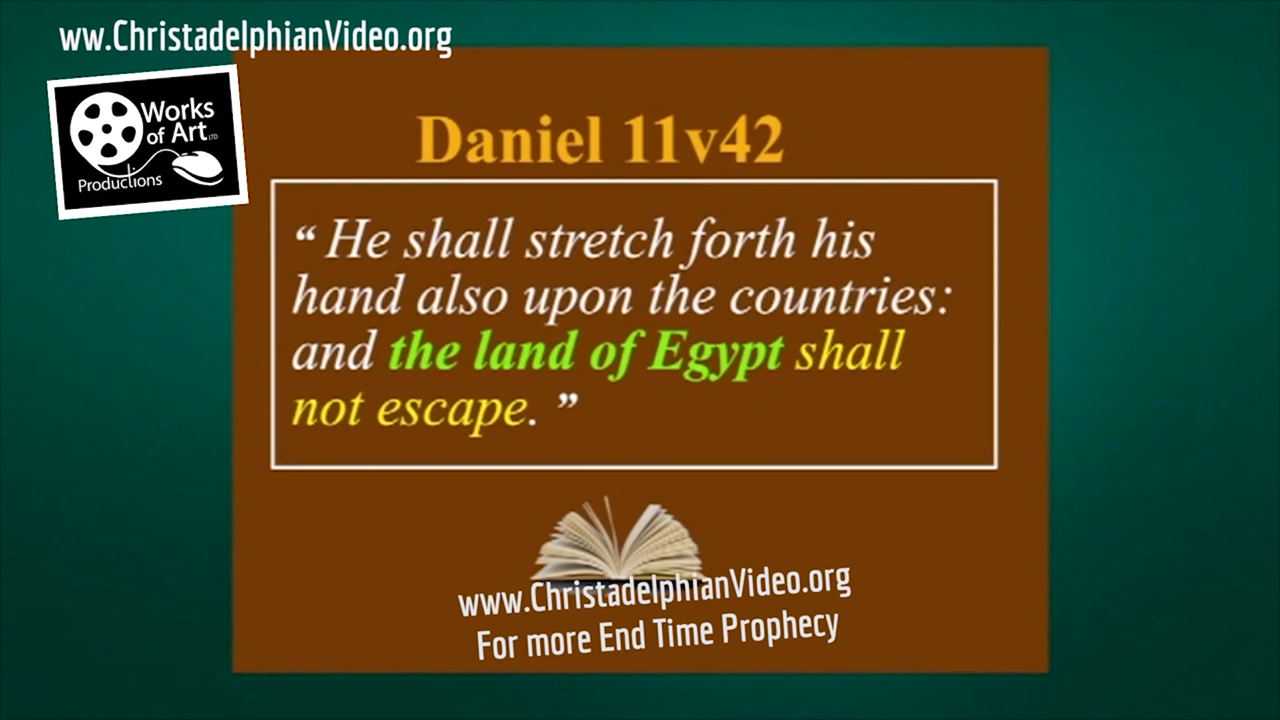 ww.ChristadelphianVideo.org
Works
of Art LTD
Productions
Daniel 11v42
“ He shall stretch forth his
hand also upon the countries:
and the land of Egypt shall
not escape. ”
www.ChristadelphianVideo.org
For more End Time Prophecy